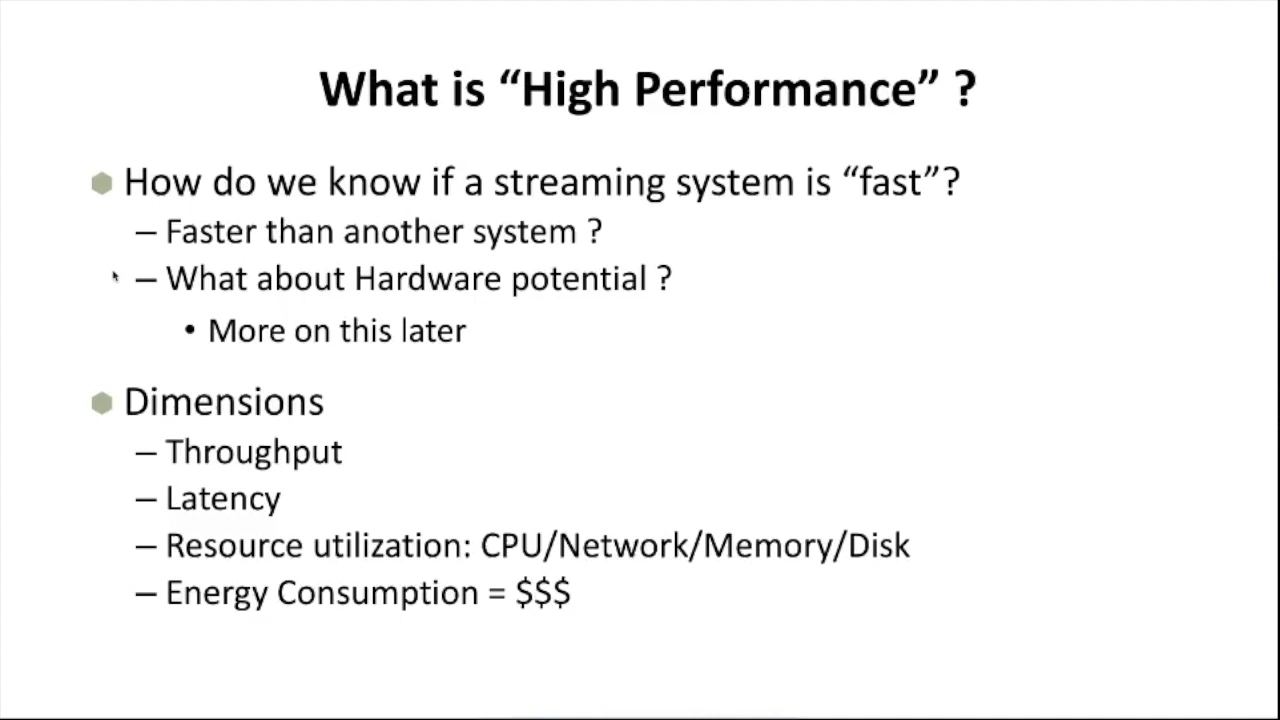 What is “High Performance” ?
How do we know if a streaming system is “fast”?
– Faster than another system ?
– What about Hardware potential ?
• More on this later
Dimensions
– Throughput
– Latency
– Resource utilization: CPU/Network/Memory/Disk
– Energy Consumption = $$$